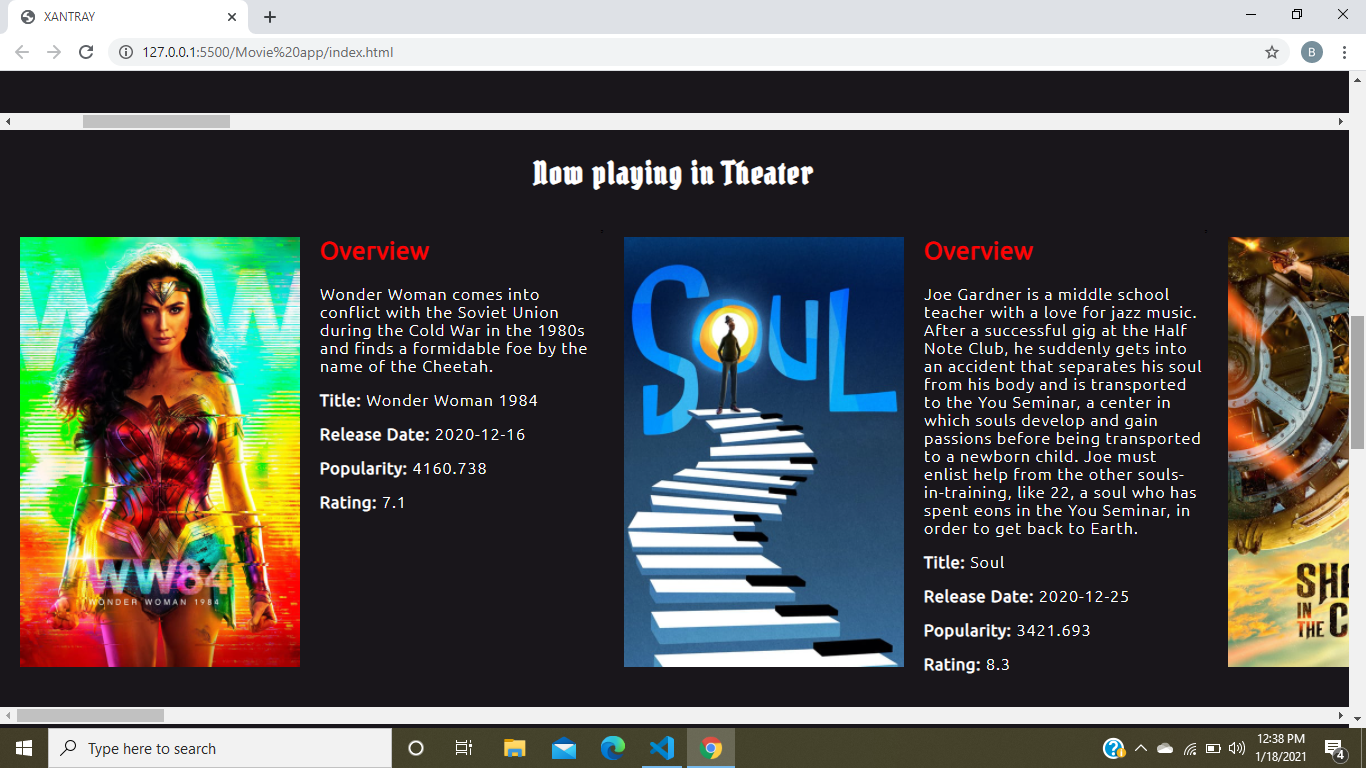 XANTRAY
127.0.0.1:5500/Movie%20app/index.html
B
Now playing in Theater
WW
WW84
WONDER WOMAN 1984
Overview
Wonder Woman comes into
conflict with the Soviet Union
during the Cold War in the 1980s
and finds a formidable foe by the
name of the Cheetah.
Title: Wonder Woman 1984
Release Date: 2020-12-16
Popularity: 4160.738
Rating: 7.1
SOUL
Overview
Joe Gardner is a middle school
teacher with a love for jazz music.
After a successful gig at the Half
Note Club, he suddenly gets into
an accident that separates his soul
from his body and is transported
to the You Seminar, a center in
which souls develop and gain
passions before being transported
to a newborn child. Joe must
enlist help from the other souls-
in-training, like 22, a soul who has
spent eons in the You Seminar, in
order to get back to Earth.
Title: Soul
Release Date: 2020-12-25
Popularity: 3421.693
Rating: 8.3
SHA
IN
THE C
Type here to search
12:38 PM
1/18/2021
4